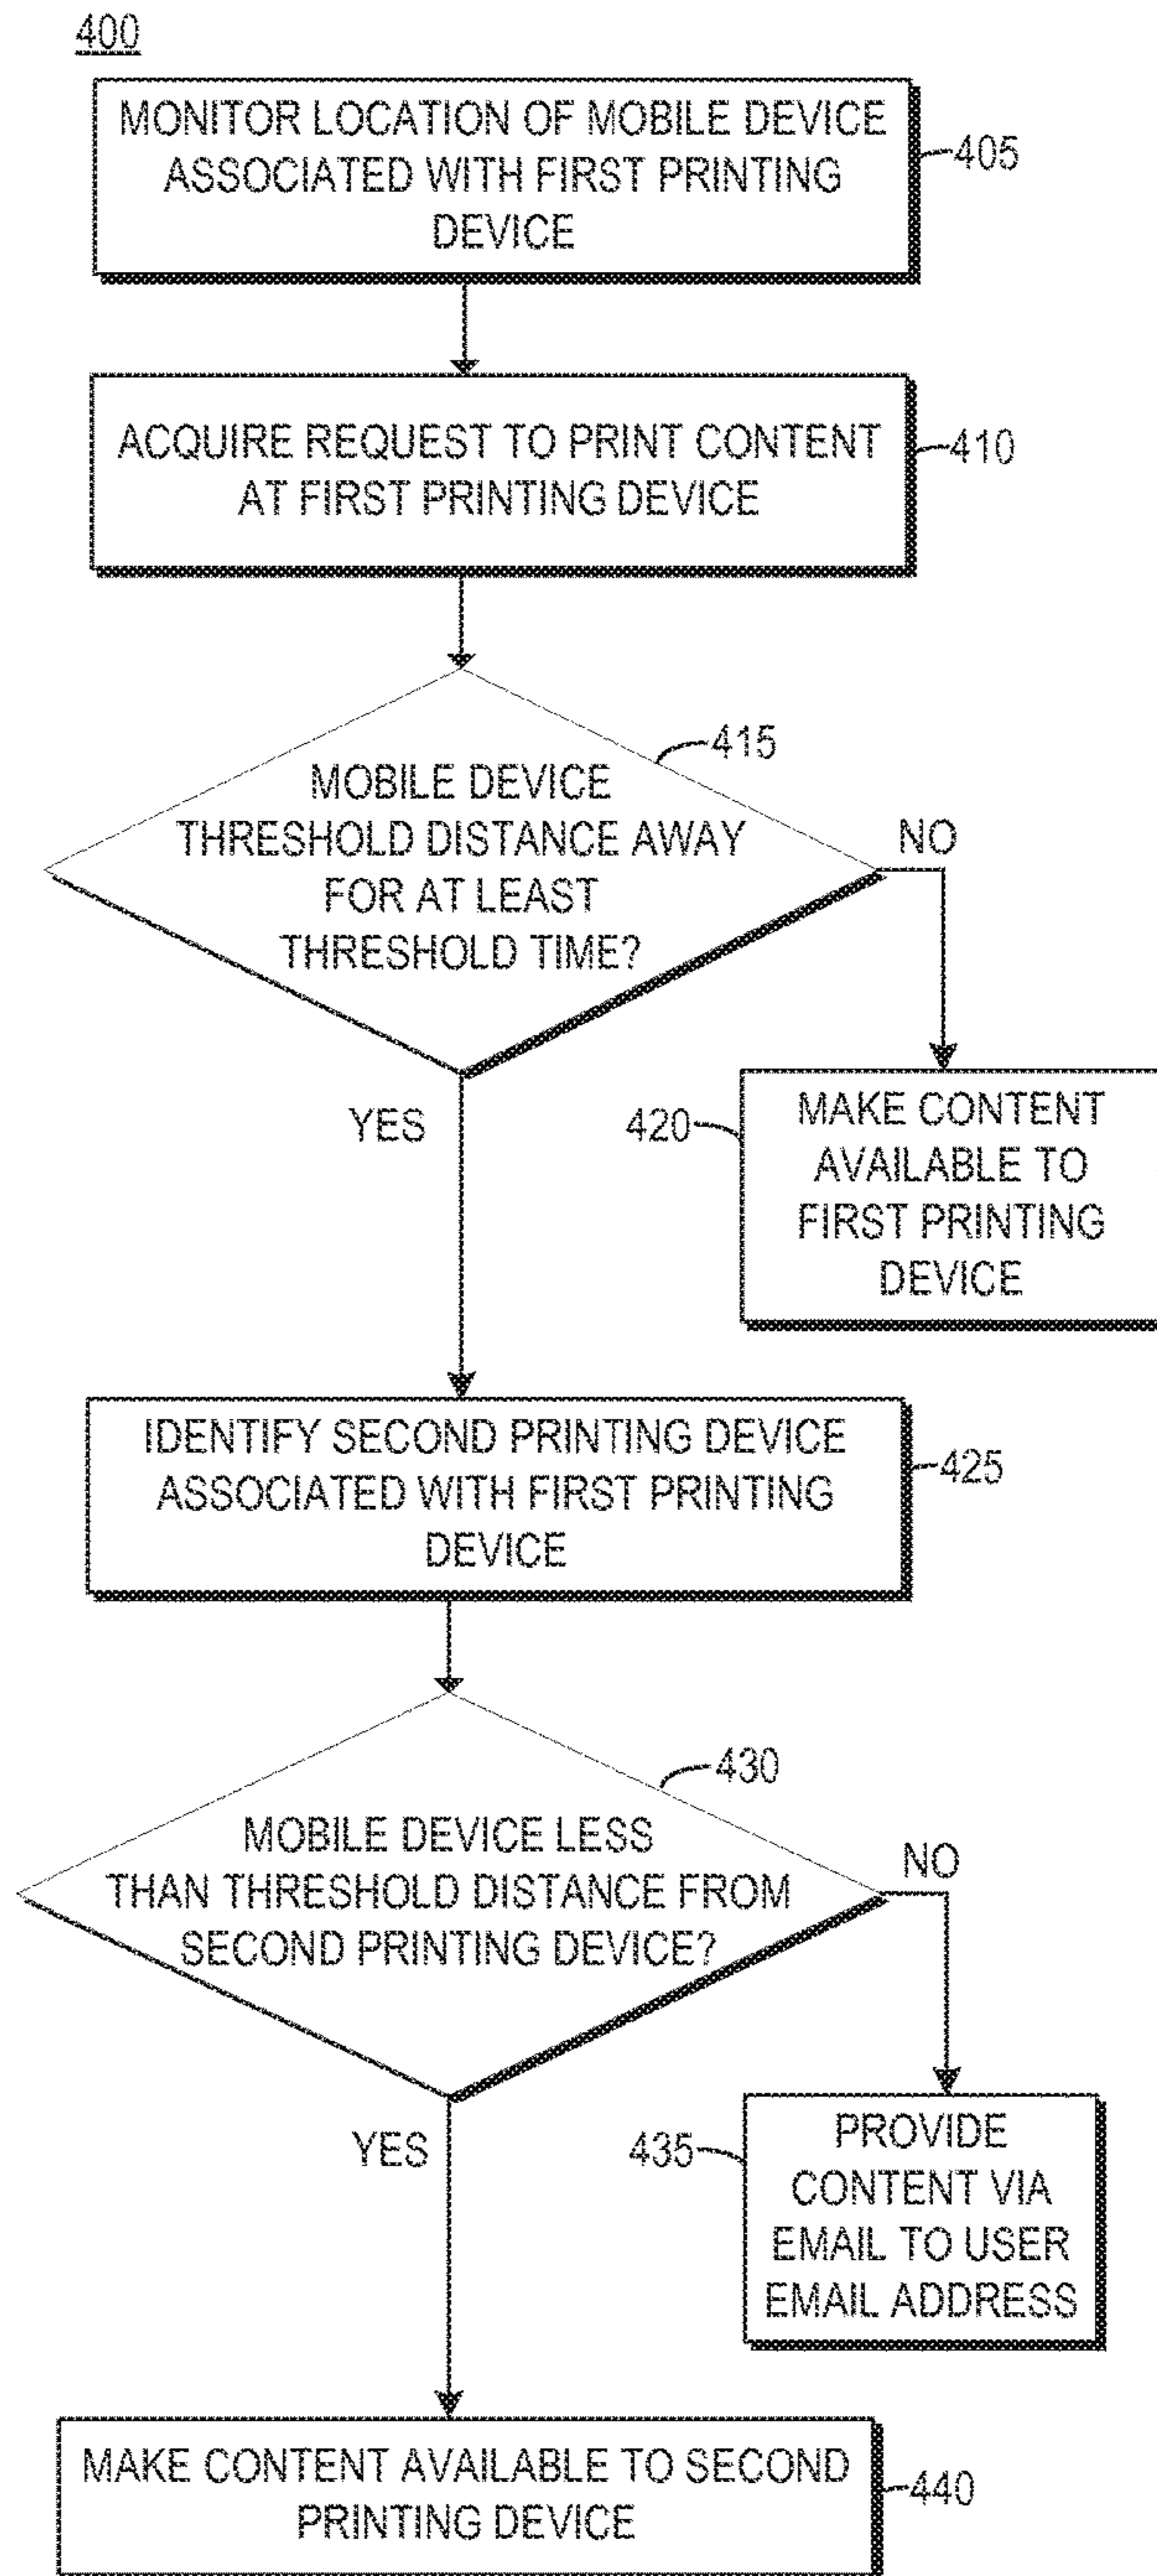 400
MONITOR LOCATION OF MOBILE DEVICE
ASSOCIATED WITH FIRST PRINTING
DEVICE
405
ACQUIRE REQUEST TO PRINT CONTENT
AT FIRST PRINTING DEVICE
410
415
MOBILE DEVICE
THRESHOLD DISTANCE AWAY
FOR AT LEAST
THRESHOLD TIME?
NO
YES
420
MAKE CONTENT
AVAILABLE TO
FIRST PRINTING
DEVICE
IDENTIFY SECOND PRINTING DEVICE
ASSOCIATED WITH FIRST PRINTING
DEVICE
425
430
MOBILE DEVICE LESS
THAN THRESHOLD DISTANCE FROM
SECOND PRINTING DEVICE?
NO
YES
435
PROVIDE
CONTENT VIA
EMAIL TO USER
EMAIL ADDRESS
MAKE CONTENT AVAILABLE TO SECOND
PRINTING DEVICE
440